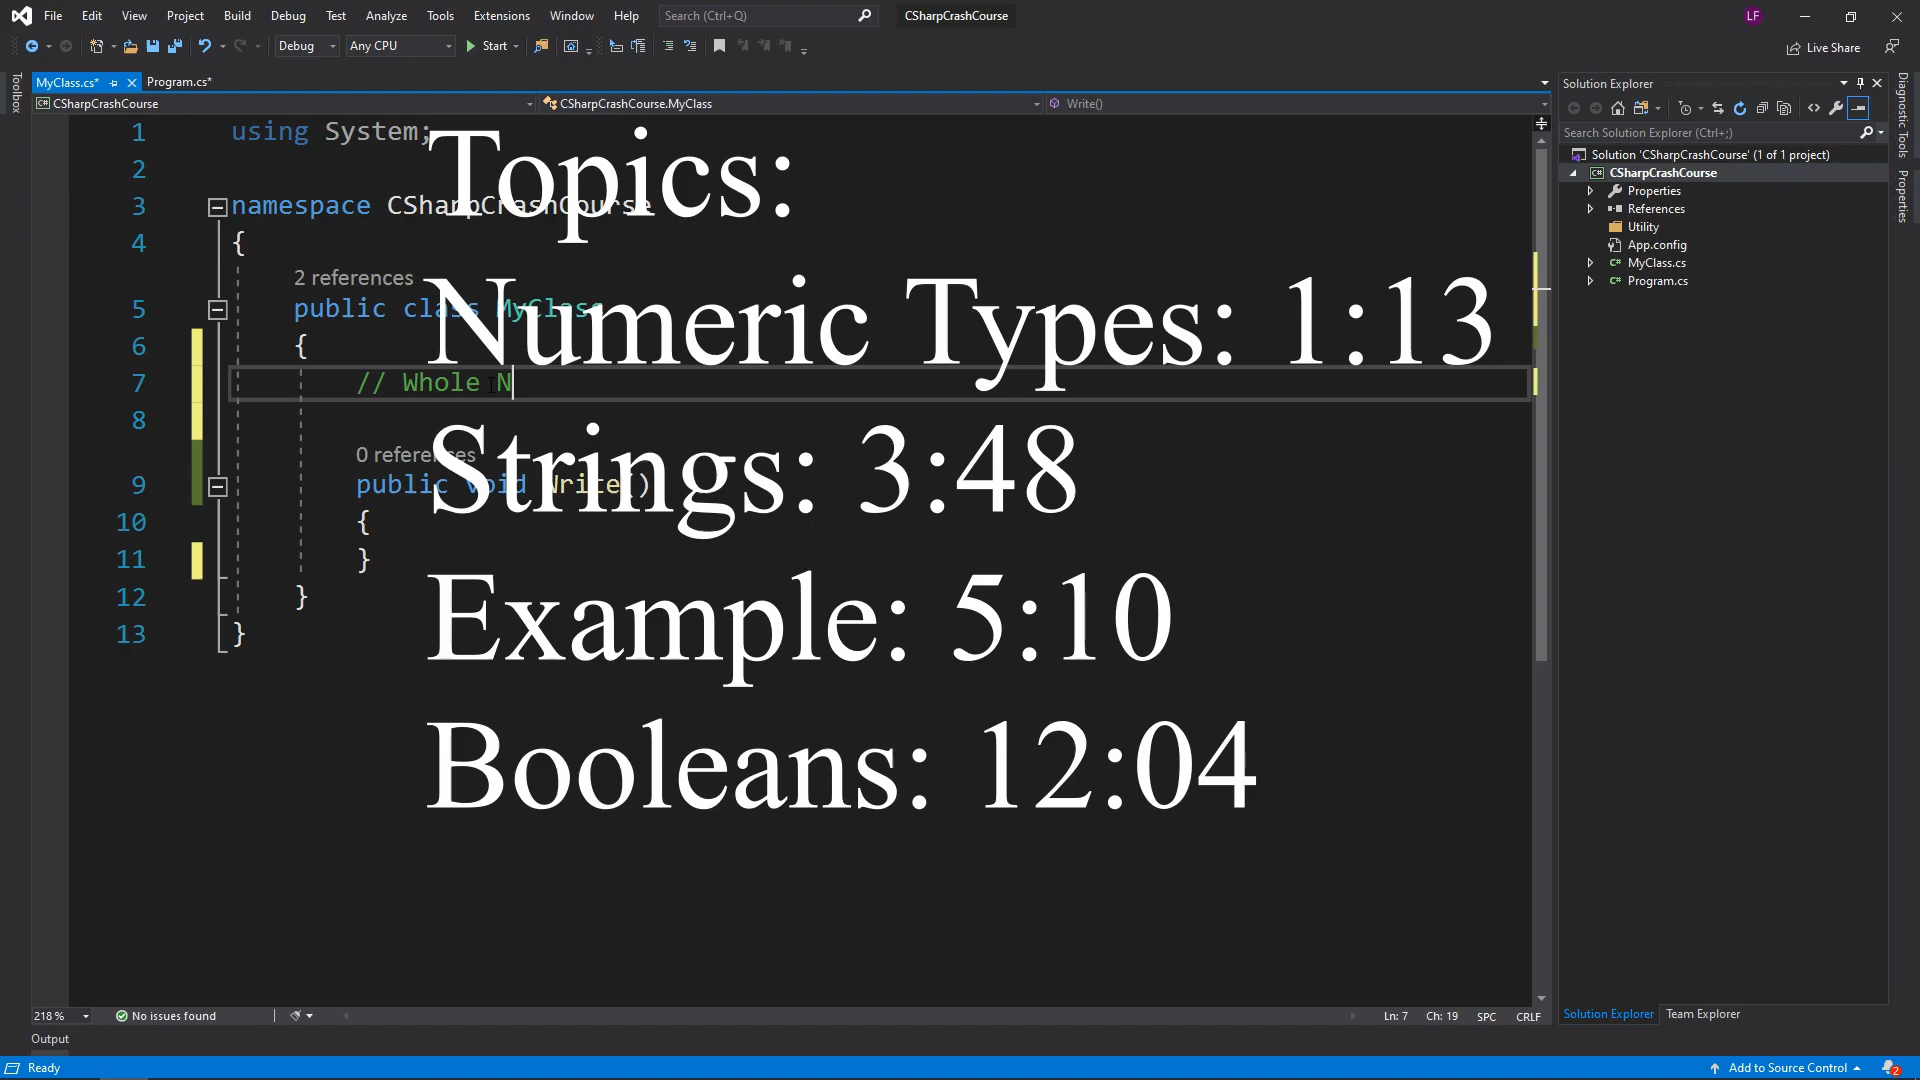 File Edit View Project Build Debug Test Analyze Tools Extensions Window Help Search (Ctrl+Q) CSharpCrashCourse LF
Debug Any CPU Start Live Share
MyClass.cs* Program.cs*
CSharpCrashCourse CSharpCrashCourse.MyClass Write()
Toolbox
1 using System;
2
3 namespace CSharpCrashCourse
4 {
2 references
5 public class MyClass
6 {
7 // Whole N
8
0 references
9 public void Write()
10 {
11 }
12 }
13 }
Topics:
Numeric Types: 1:13
Strings: 3:48
Example: 5:10
Booleans: 12:04
Solution Explorer
Search Solution Explorer (Ctrl+;)
Solution 'CSharpCrashCourse' (1 of 1 project)
CSharpCrashCourse
Properties
References
Utility
App.config
MyClass.cs
Program.cs
Diagnostic Tools
Properties
218 % No issues found Ln: 7 Ch: 19 SPC CRLF
Solution Explorer Team Explorer
Output
Ready Add to Source Control 2